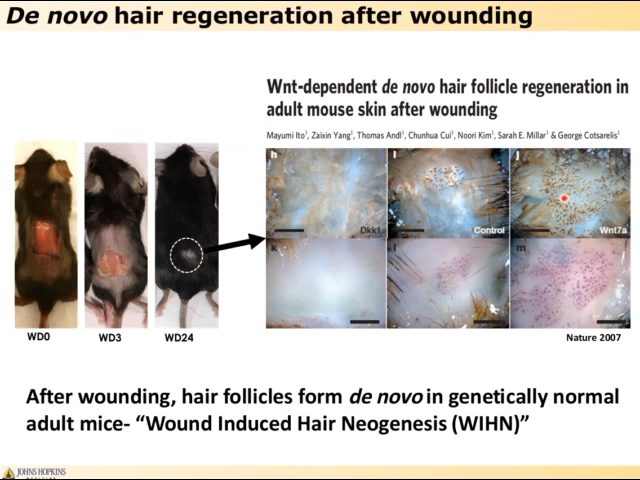 De novo hair regeneration after wounding
Wnt-dependent de novo hair follicle regeneration in
adult mouse skin after wounding
Mayumi Ito¹, Zaixin Yang¹, Thomas Andl¹, Chunhua Cui¹, Noori Kim¹, Sarah E. Millar¹ & George Cotsarelis¹
h
Dkk1
i
Control
j
Wnt7a
k
l
m
WD0
WD3
WD24
Nature 2007
After wounding, hair follicles form de novo in genetically normal
adult mice- “Wound Induced Hair Neogenesis (WIHN)”
JOHNS HOPKINS